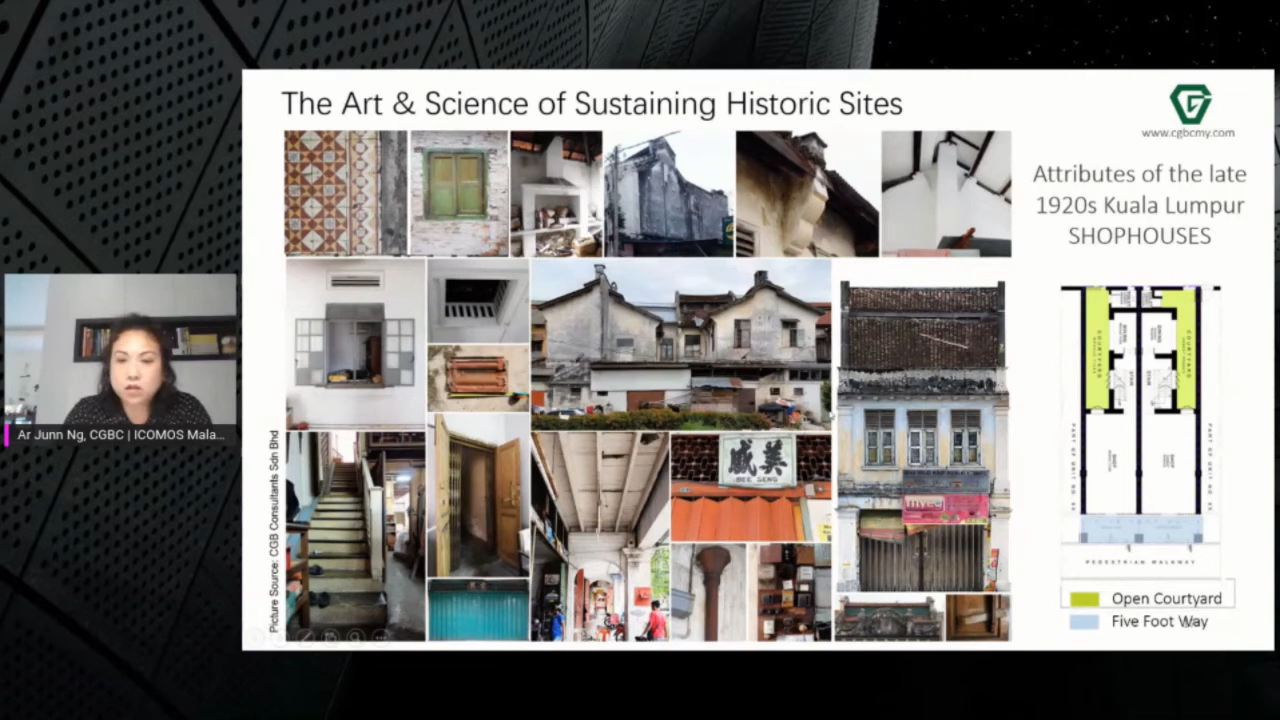 The Art & Science of Sustaining Historic Sites
www.cgbcmy.com
Attributes of the late
1920s Kuala Lumpur
SHOPHOUSES
Ar Junn Ng, CGBC | ICOMOS Mala...
Picture Source: CGB Consultants Sdn Bhd
美盛
BEE SENG
myeg
COURTYARD
COURTYARD
PEDESTRIAN WALKWAY
Open Courtyard
Five Foot Way